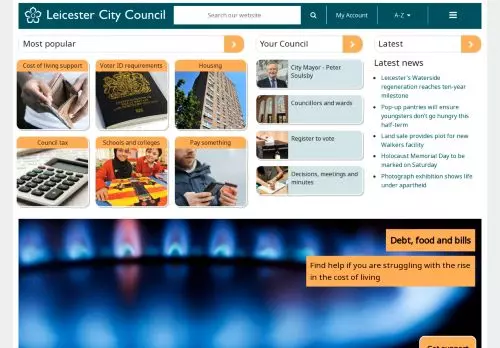 Leicester City Council
Search our website
My Account
A-Z
Most popular
Your Council
Latest
Cost of living support
Voter ID requirements
Housing
Council tax
Schools and colleges
Pay something
City Mayor - Peter
Soulsby
Councillors and wards
Register to vote
Decisions, meetings and
minutes
Latest news
Leicester's Waterside
regeneration reaches ten-year
milestone
Pop-up pantries will ensure
youngsters don't go hungry this
half-term
Land sale provides plot for new
Walkers facility
Holocaust Memorial Day to be
marked on Saturday
Photograph exhibition shows life
under apartheid
Debt, food and bills
Find help if you are struggling with the rise
in the cost of living